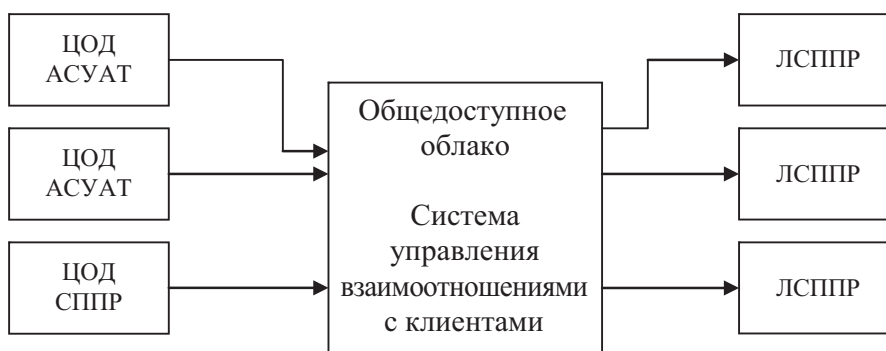 ЦОД
АСУАТ
ЦОД
АСУАТ
ЦОД
СППР
Общедоступное
облако
Система
управления
взаимоотношениями
с клиентами
ЛСППР
ЛСППР
ЛСППР